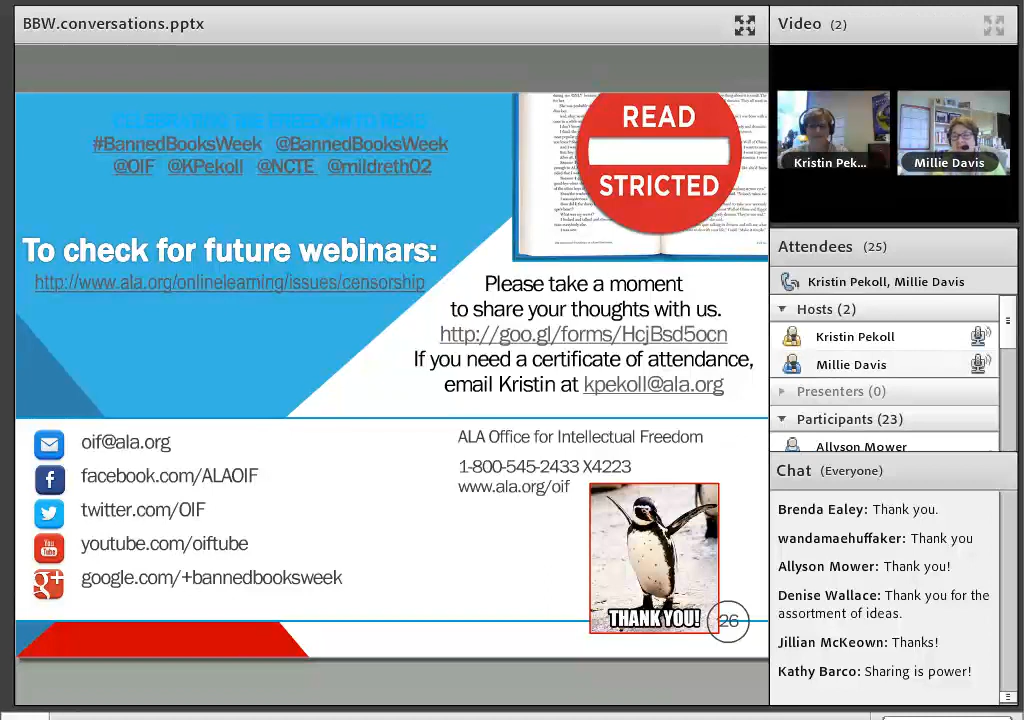 BBW.conversations.pptx
CELEBRATING THE FREEDOM TO READ
#BannedBooksWeek @BannedBooksWeek
@OIF @KPekoll @NCTE @mildreth02
To check for future webinars:
http://www.ala.org/onlinelearning/issues/censorship
READ
STRICTED
Please take a moment
to share your thoughts with us.
http://goo.gl/forms/HcjBsd5ocn
If you need a certificate of attendance,
email Kristin at kpekoll@ala.org
oif@ala.org
facebook.com/ALAOIF
twitter.com/OIF
You Tube
youtube.com/oiftube
g+
google.com/+bannedbooksweek
ALA Office for Intellectual Freedom
1-800-545-2433 X4223
www.ala.org/oif
THANK YOU!
26
Video (2)
Kristin Pek...
Millie Davis
Attendees (25)
Kristin Pekoll, Millie Davis
Hosts (2)
Kristin Pekoll
Millie Davis
Presenters (0)
Participants (23)
Allyson Mower
Chat (Everyone)
Brenda Ealey: Thank you.
wandamaehuffaker: Thank you
Allyson Mower: Thank you!
Denise Wallace: Thank you for the
assortment of ideas.
Jillian McKeown: Thanks!
Kathy Barco: Sharing is power!